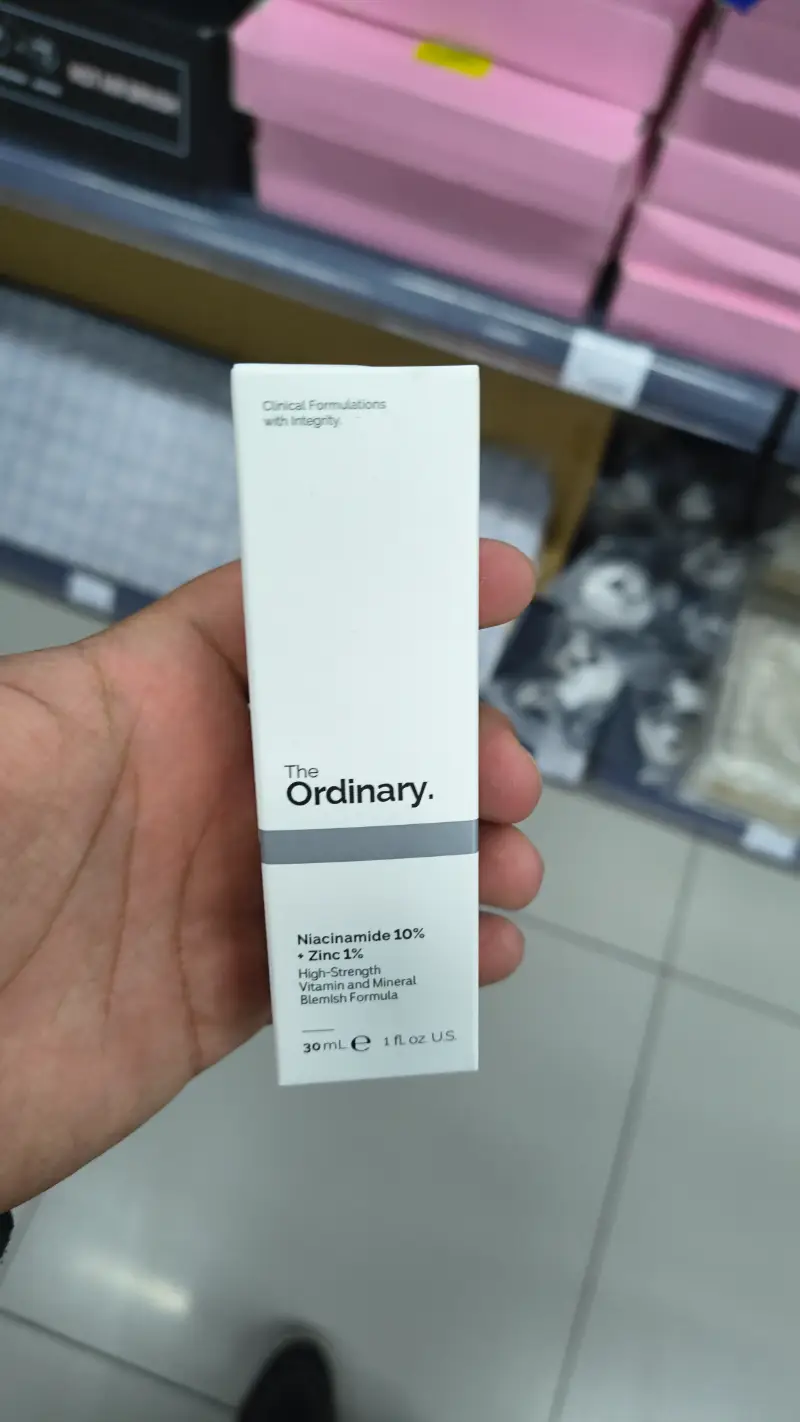 Clinical Formulations
with Integrity.
The
Ordinary.
Niacinamide 10%
+ Zinc 1%
High-Strength
Vitamin and Mineral
Blemish Formula
30 mL e 1 fl. oz. U.S.